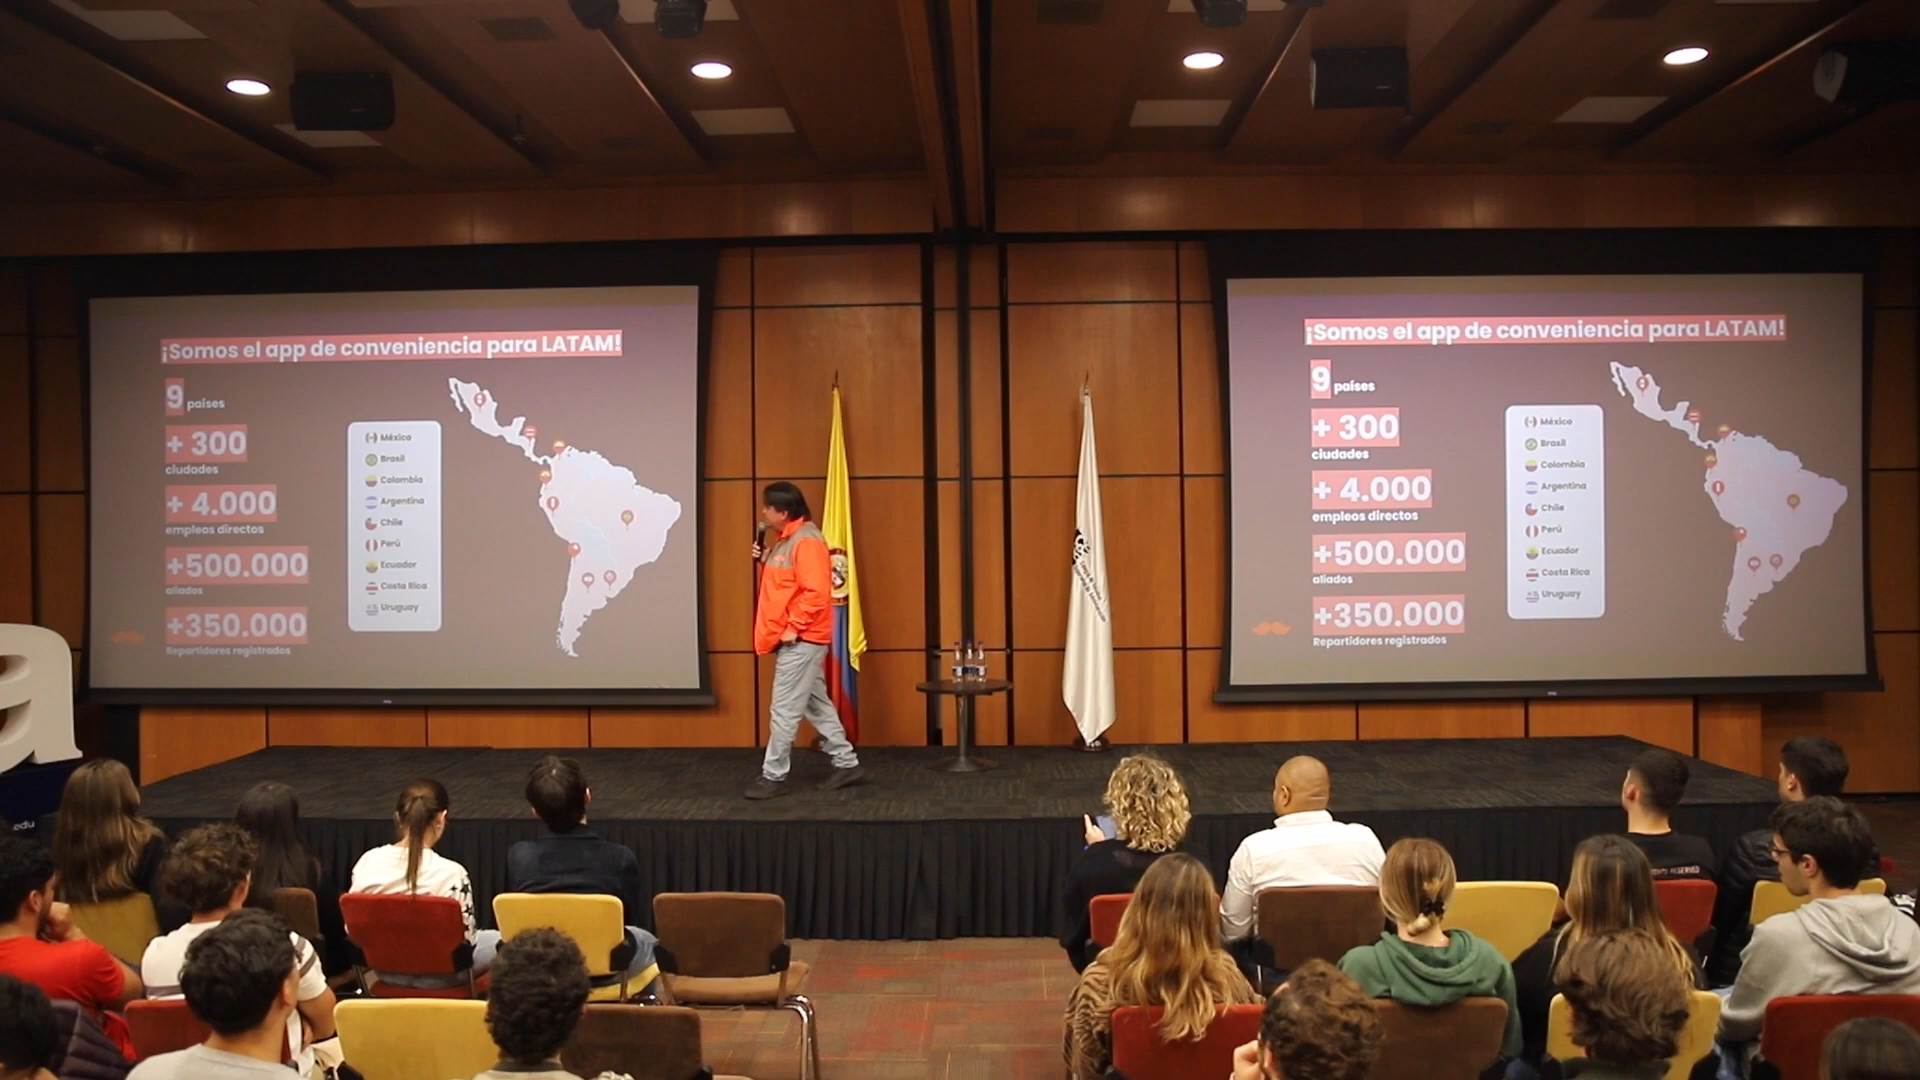 ¡Somos el app de conveniencia para LATAM!
9 países
+ 300
ciudades
+ 4.000
empleos directos
+500.000
aliados
+350.000
Repartidores registrados
México
Brasil
Colombia
Argentina
Chile
Perú
Ecuador
Costa Rica
Uruguay
¡Somos el app de conveniencia para LATAM!
9 países
+ 300
ciudades
+ 4.000
empleos directos
+500.000
aliados
+350.000
Repartidores registrados
México
Brasil
Colombia
Argentina
Chile
Perú
Ecuador
Costa Rica
Uruguay
a
edu
RESERVED